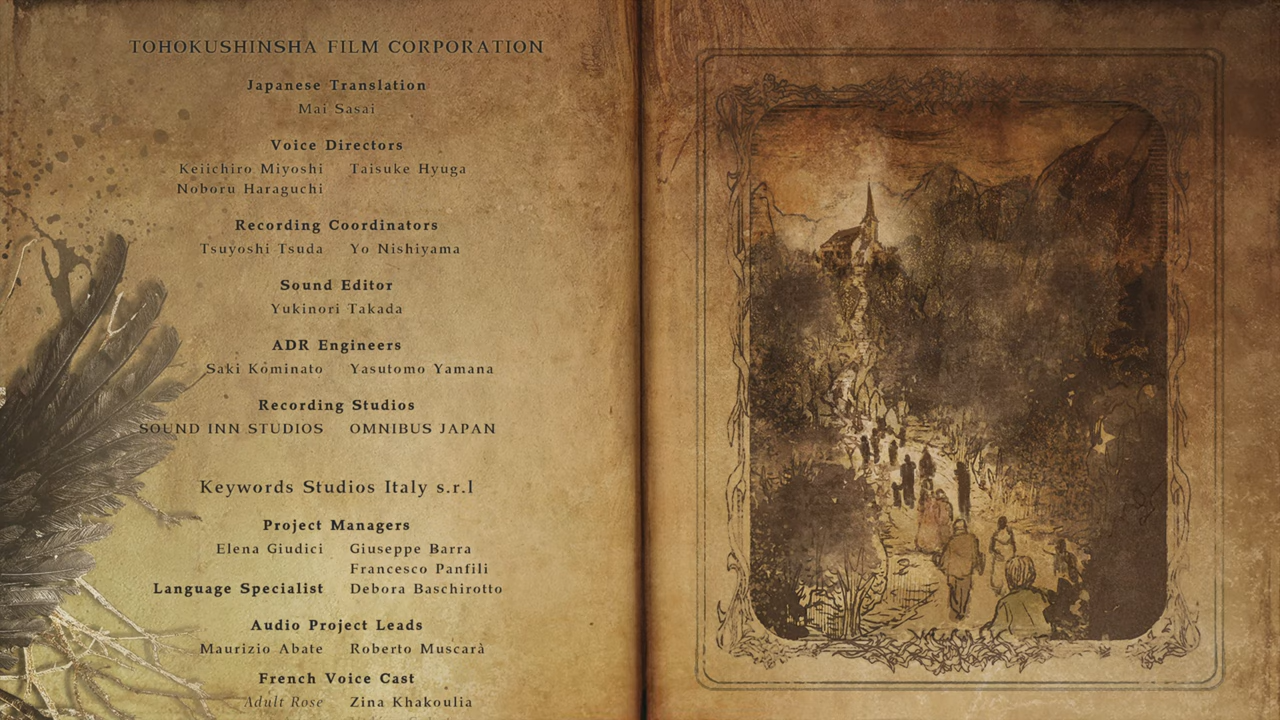 TOHOKUSHINSHA FILM CORPORATION
Japanese Translation
Mai Sasai
Voice Directors
Keiichiro Miyoshi Taisuke Hyuga
Noboru Haraguchi
Recording Coordinators
Tsuyoshi Tsuda Yo Nishiyama
Sound Editor
Yukinori Takada
ADR Engineers
Saki Kominato Yasutomo Yamana
Recording Studios
SOUND INN STUDIOS OMNIBUS JAPAN
Keywords Studios Italy s.r.l
Project Managers
Elena Giudici Giuseppe Barra
Francesco Panfili
Language Specialist Debora Baschirotto
Audio Project Leads
Maurizio Abate Roberto Muscarà
French Voice Cast
Adult Rose Zina Khakoulia